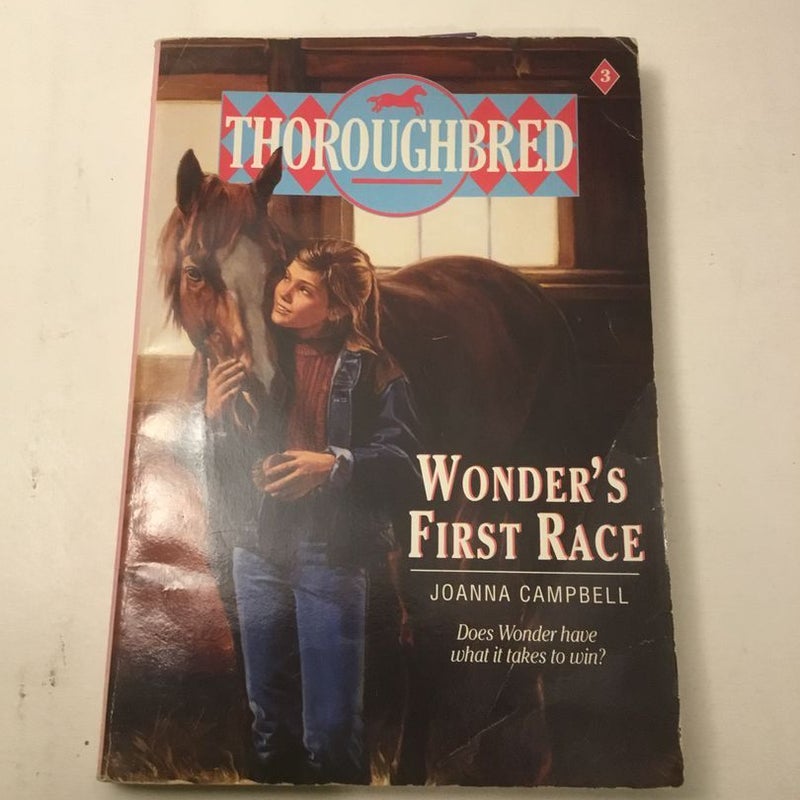 3
THOROUGHBRED
WONDER'S
FIRST RACE
JOANNA CAMPBELL
Does Wonder have
what it takes to win?